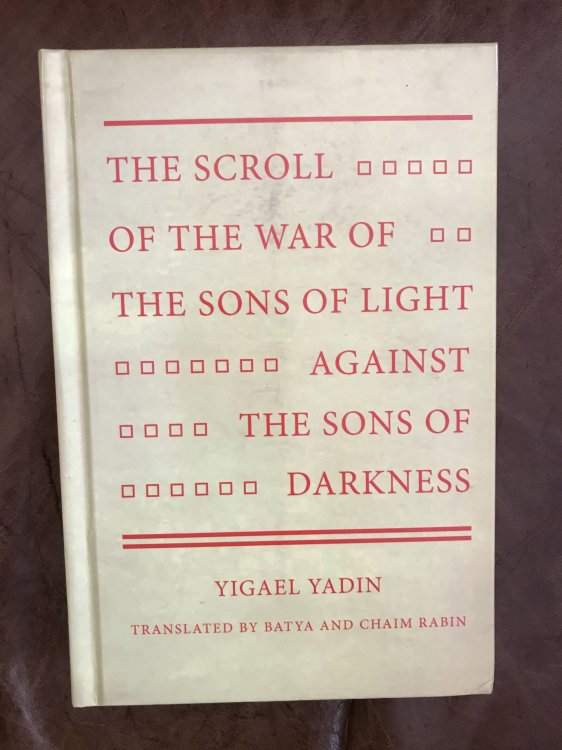 THE SCROLL □ □ □ □ □
OF THE WAR OF □ □
THE SONS OF LIGHT
□ □ □ □ □ □ □ AGAINST
□ □ □ □ THE SONS OF
□ □ □ □ □ □ DARKNESS
YIGAEL YADIN
TRANSLATED BY BATYA AND CHAIM RABIN